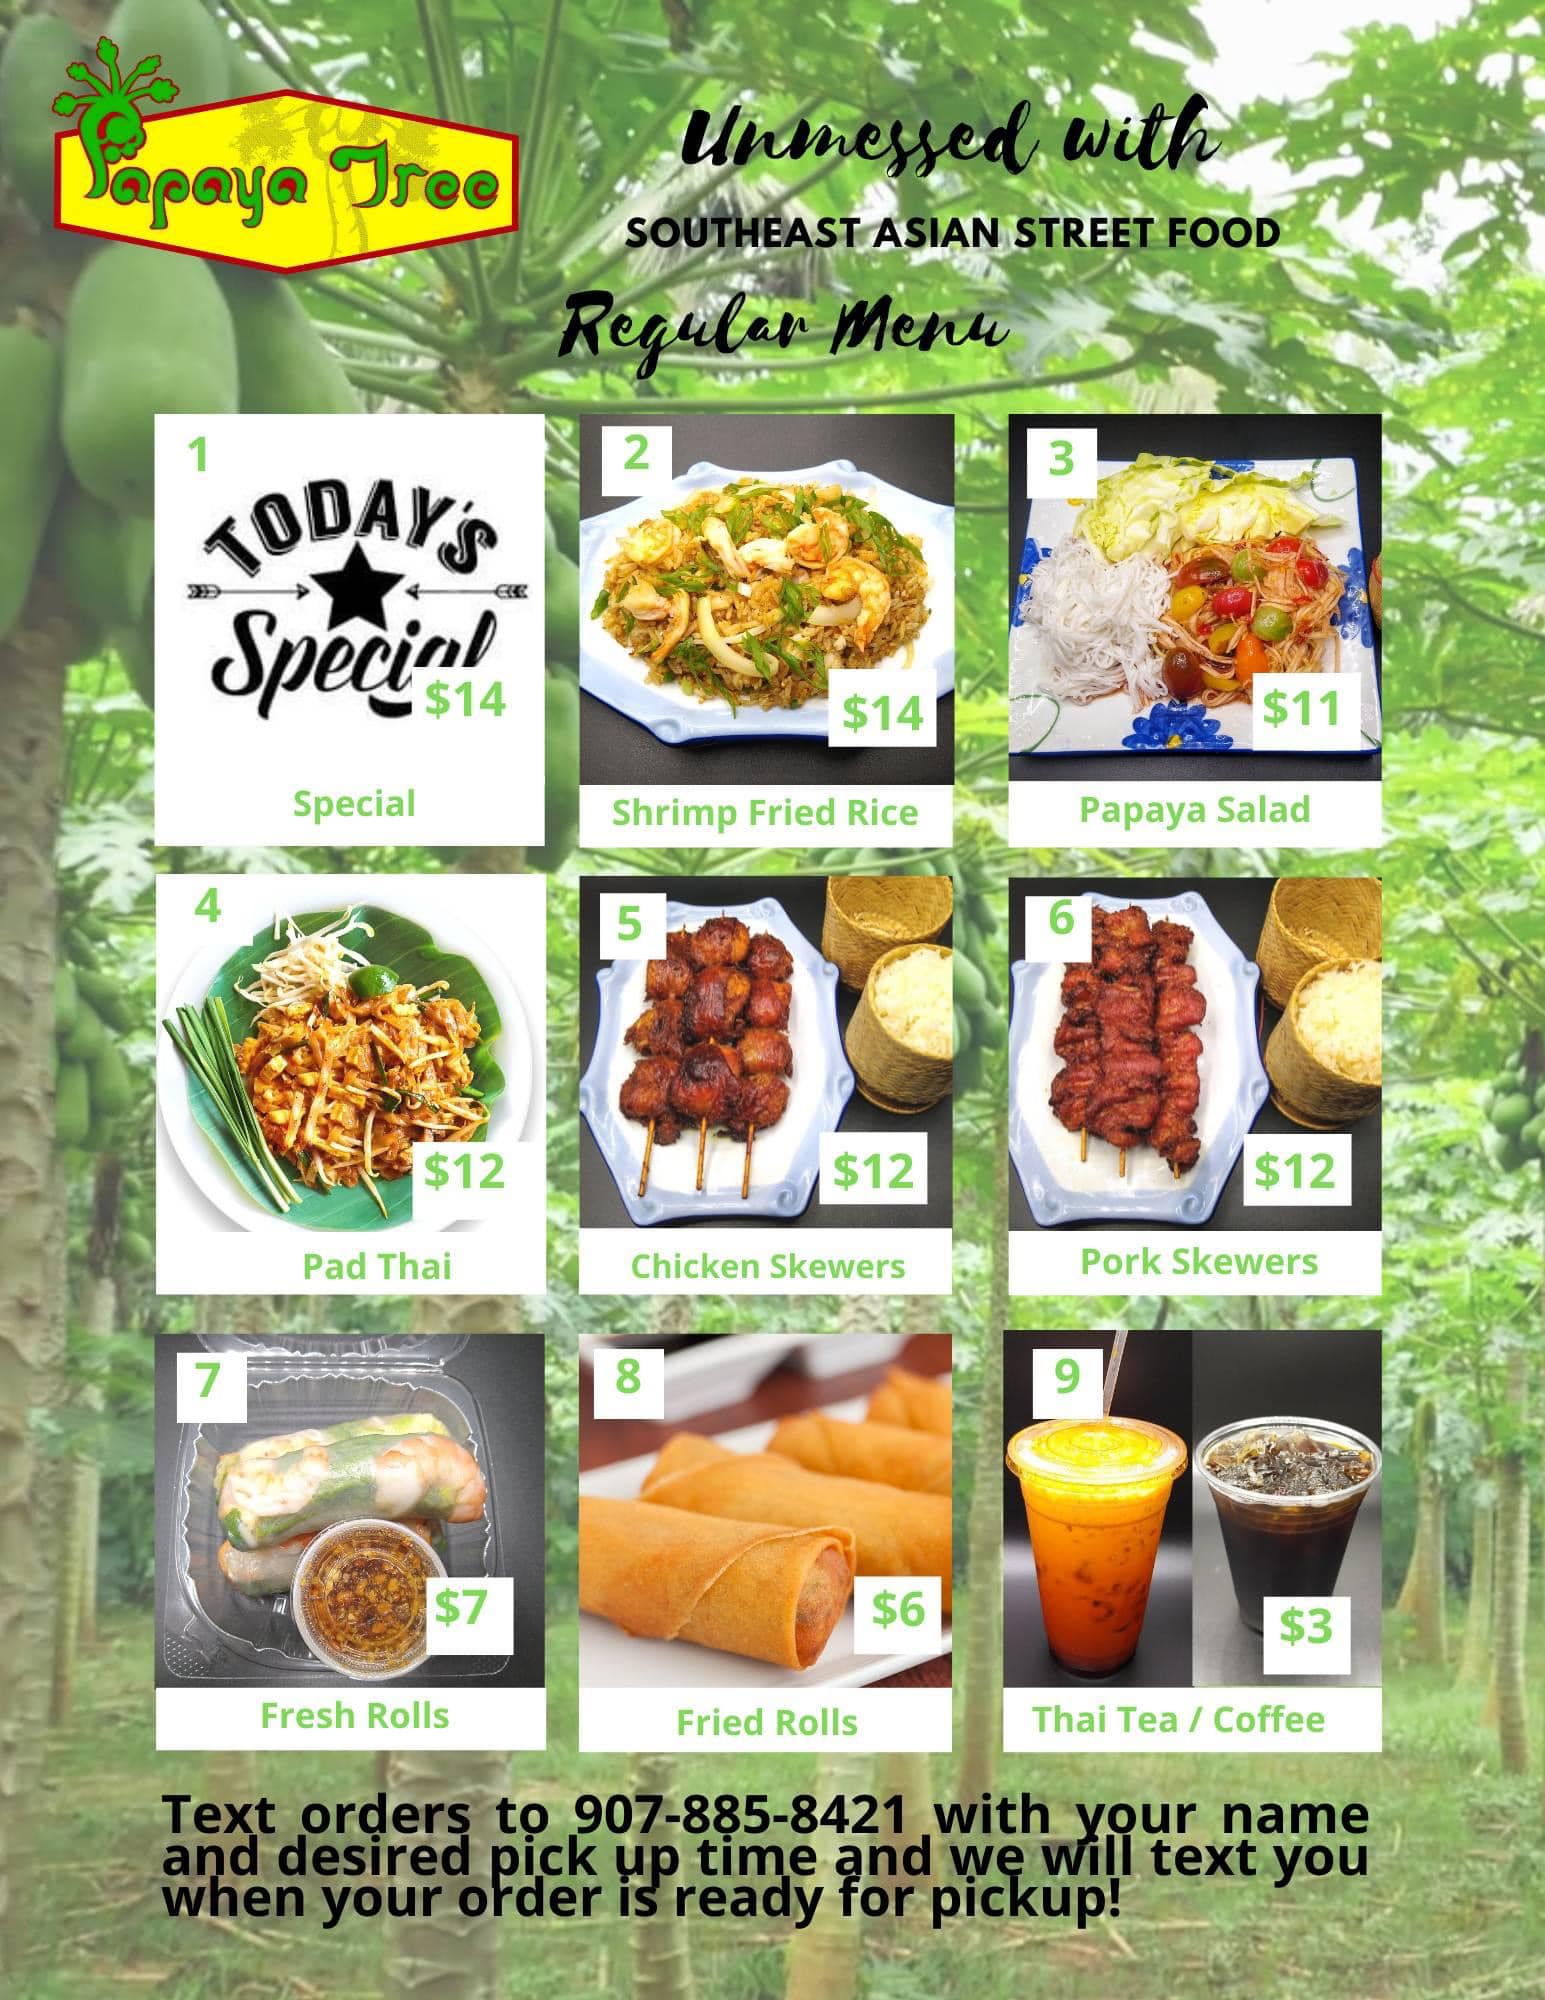 Papaya Tree
Unmessed with
SOUTHEAST ASIAN STREET FOOD
Regular Menu
1
TODAY'S
Special
$14
Special
2
$14
Shrimp Fried Rice
3
$11
Papaya Salad
4
$12
Pad Thai
5
$12
Chicken Skewers
6
$12
Pork Skewers
7
$7
Fresh Rolls
8
$6
Fried Rolls
9
$3
Thai Tea / Coffee
Text orders to 907-885-8421 with your name
and desired pick up time and we will text you
when your order is ready for pickup!